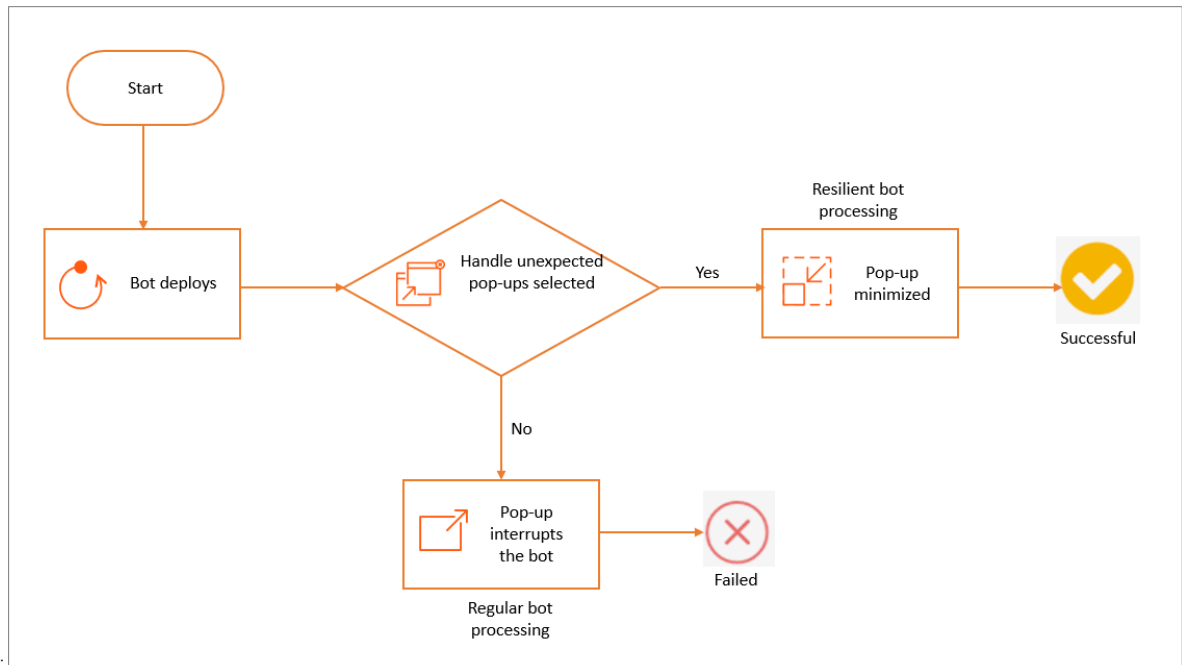 Start
Bot deploys
Handle unexpected
pop-ups selected
Yes
Resilient bot
processing
Pop-up
minimized
Successful
No
Pop-up
interrupts
the bot
Regular bot
processing
Failed
.